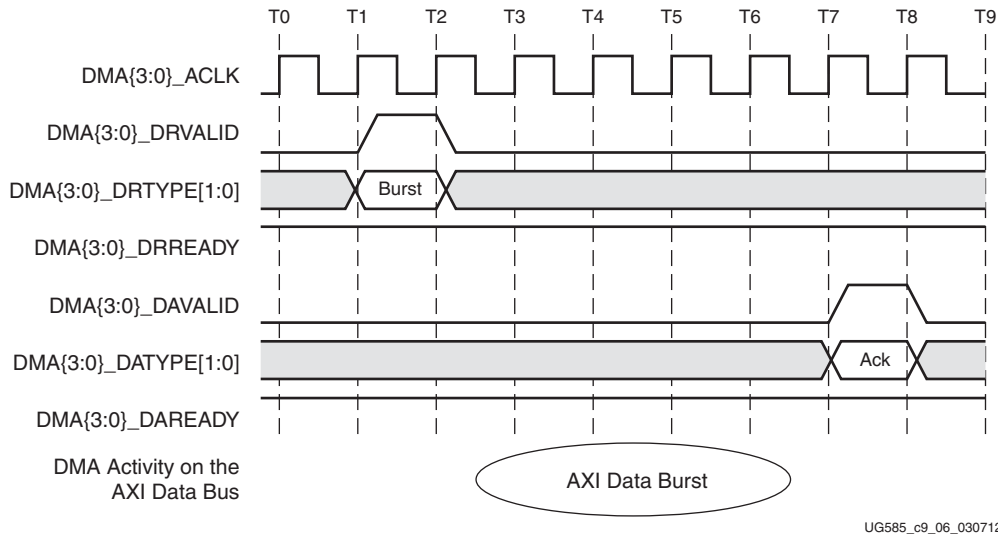 T0 T1 T2 T3 T4 T5 T6 T7 T8 T9
DMA{3:0}_ACLK
DMA{3:0}_DRVALID
DMA{3:0}_DRTYPE[1:0] Burst
DMA{3:0}_DRREADY
DMA{3:0}_DAVALID
DMA{3:0}_DATYPE[1:0] Ack
DMA{3:0}_DAREADY
DMA Activity on the
AXI Data Bus
AXI Data Burst
UG585_c9_06_030712